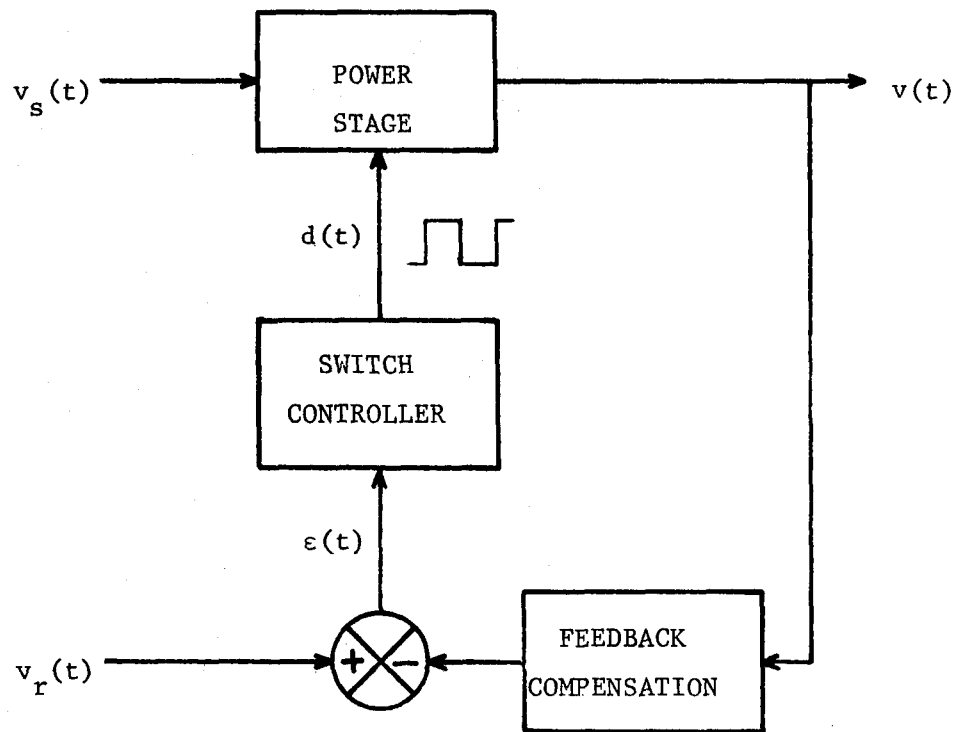 POWER
STAGE
v_s(t)
v(t)
d(t)
SWITCH
CONTROLLER
ε(t)
v_r(t)
+
−
FEEDBACK
COMPENSATION